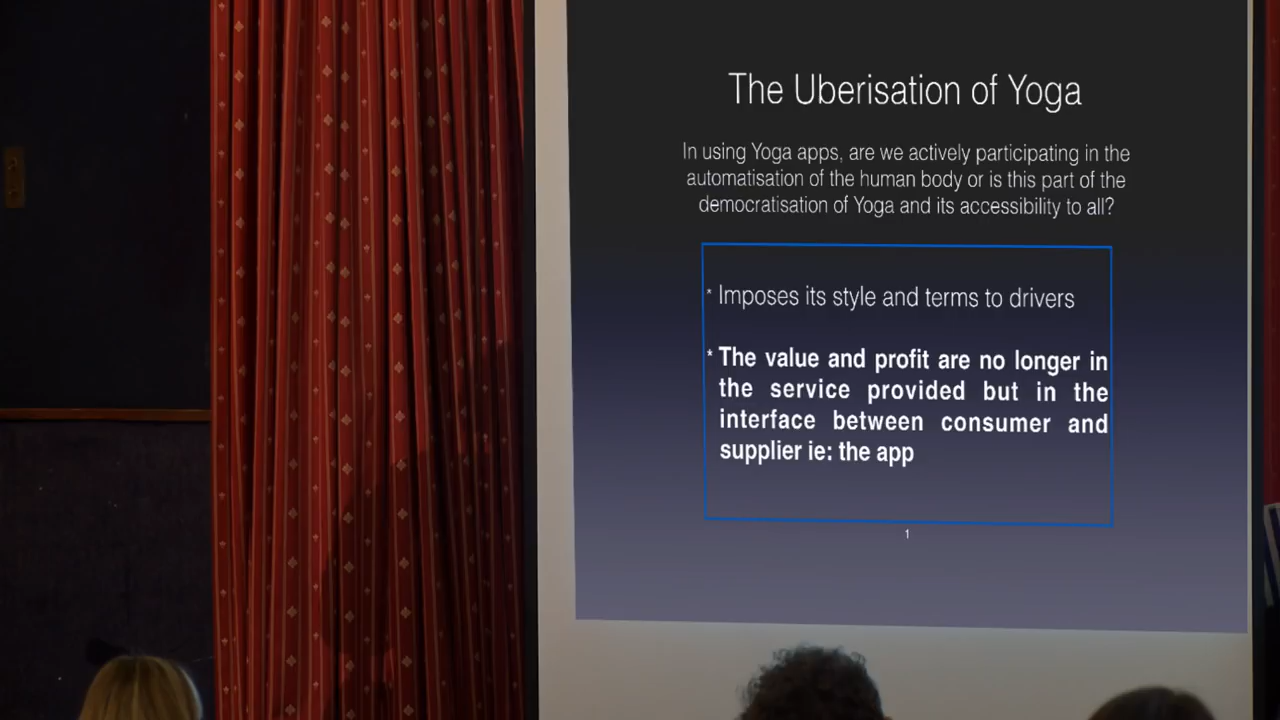 The Uberisation of Yoga
In using Yoga apps, are we actively participating in the
automatisation of the human body or is this part of the
democratisation of Yoga and its accessibility to all?
* Imposes its style and terms to drivers
* The value and profit are no longer in
the service provided but in the
interface between consumer and
supplier ie: the app
1